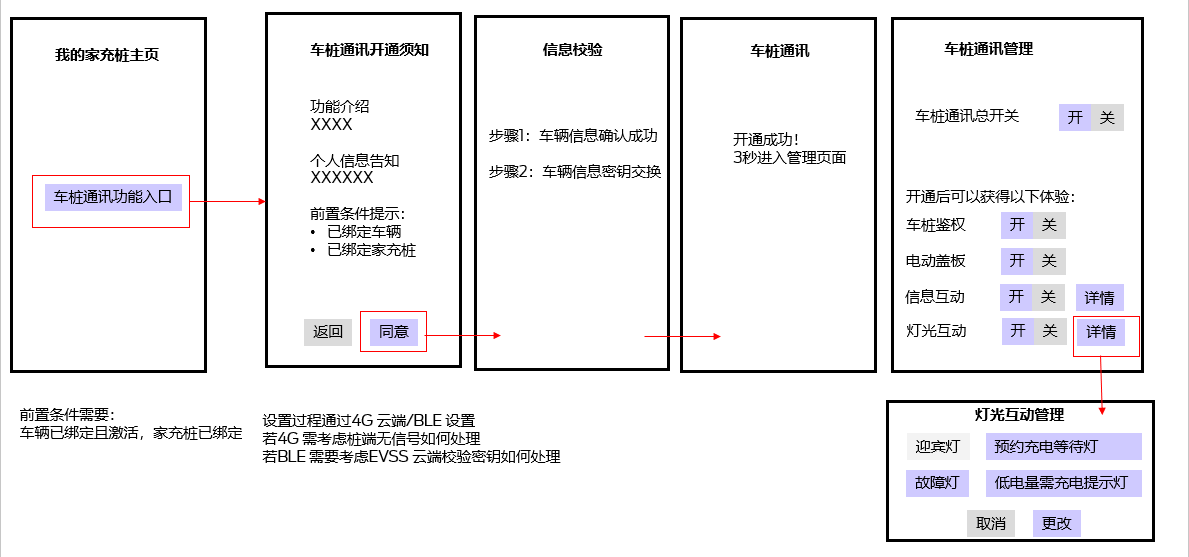 我的家充桩主页
车桩通讯功能入口
前置条件需要：
车辆已绑定且激活，家充桩已绑定
车桩通讯开通须知
功能介绍
XXXX
个人信息告知
XXXXXX
前置条件提示：
• 已绑定车辆
• 已绑定家充桩
返回 同意
设置过程通过4G 云端/BLE 设置
若4G 需考虑桩端无信号如何处理
若BLE 需要考虑EVSS 云端校验密钥如何处理
信息校验
步骤1：车辆信息确认成功
步骤2：车辆信息密钥交换
车桩通讯
开通成功！
3秒进入管理页面
车桩通讯管理
车桩通讯总开关 开 关
开通后可以获得以下体验：
车桩鉴权 开 关
电动盖板 开 关
信息互动 开 关 详情
灯光互动 开 关 详情
灯光互动管理
迎宾灯 预约充电等待灯
故障灯 低电量需充电提示灯
取消 更改